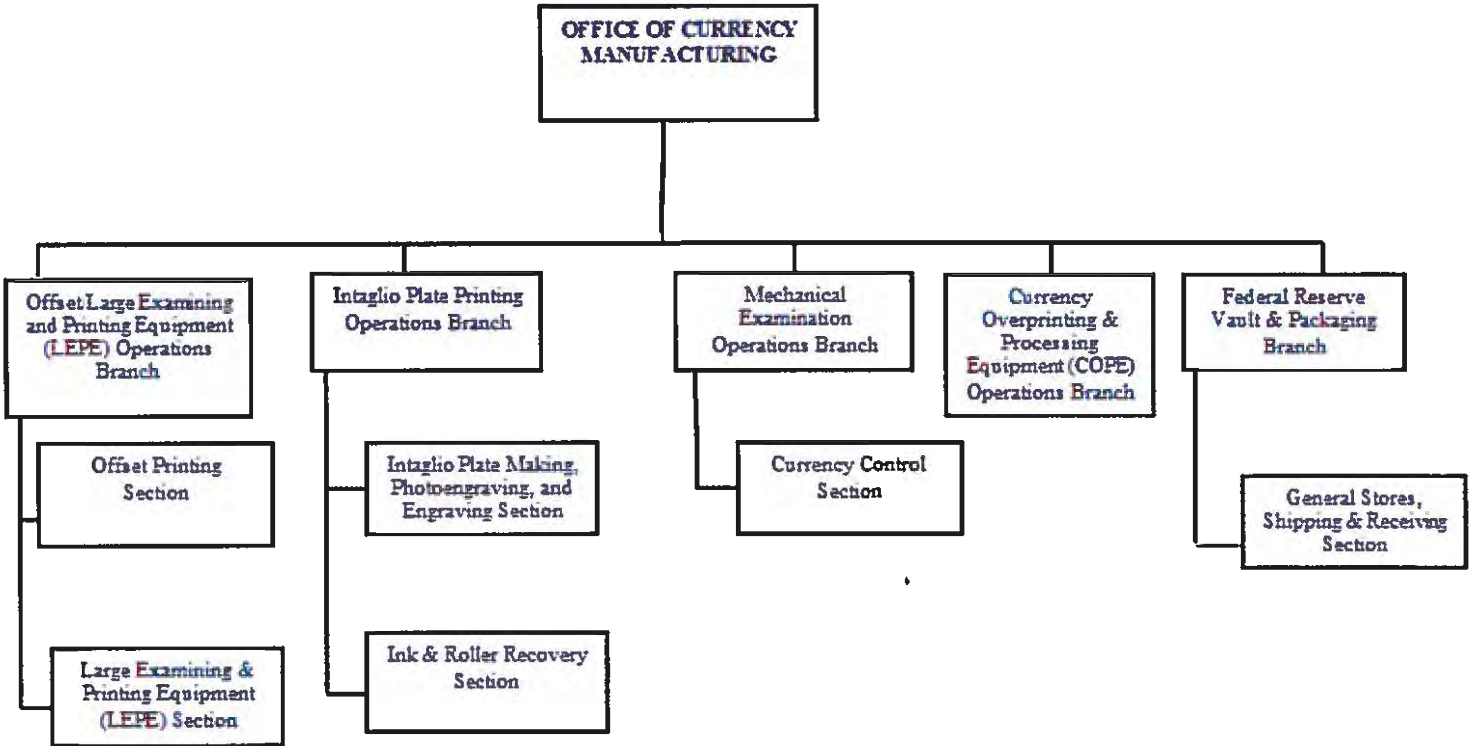 OFFICE OF CURRENCY
MANUFACTURING
Offset Large Examining
and Printing Equipment
(LEPE) Operations
Branch
Intaglio Plate Printing
Operations Branch
Mechanical
Examination
Operations Branch
Currency
Overprinting &
Processing
Equipment (COPE)
Operations Branch
Federal Reserve
Vault & Packaging
Branch
Offset Printing
Section
Intaglio Plate Making,
Photoengraving, and
Engraving Section
Currency Control
Section
General Stores,
Shipping & Receiving
Section
Large Examining &
Printing Equipment
(LEPE) Section
Ink & Roller Recovery
Section